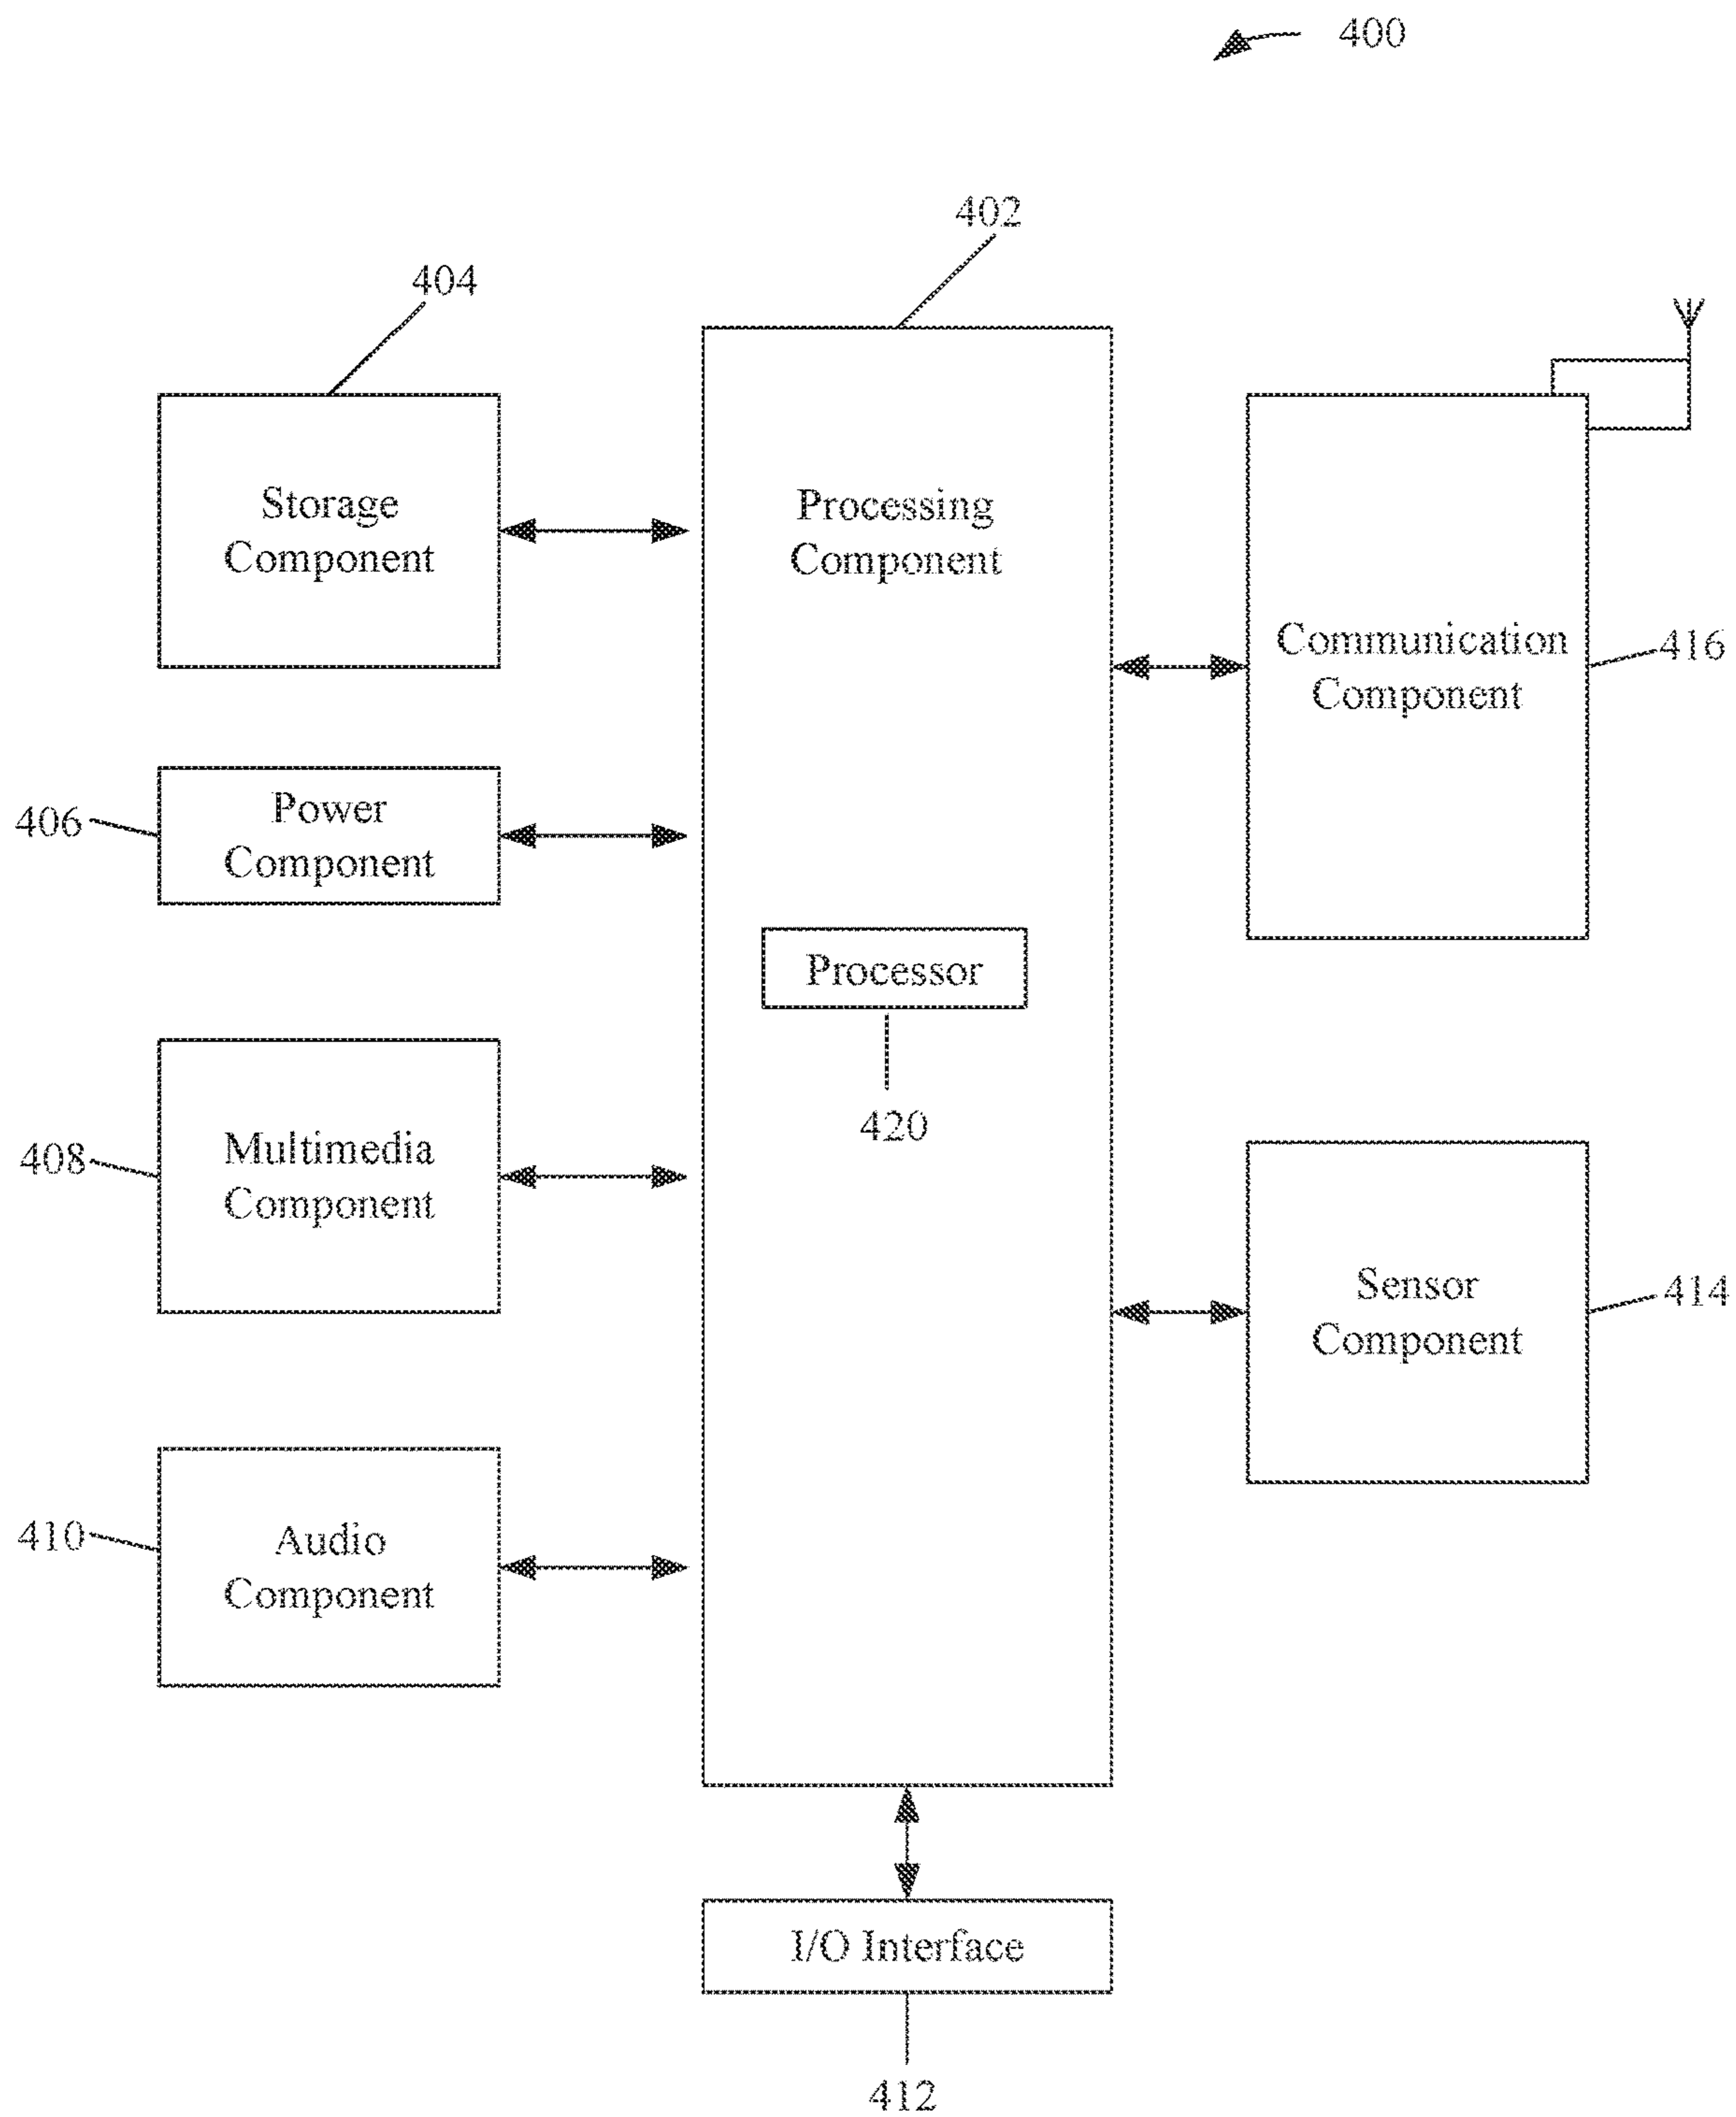 400
402
404
Storage
Component
Processing
Component
Communication
Component
416
406
Power
Component
Processor
420
408
Multimedia
Component
Sensor
Component
414
410
Audio
Component
I/O Interface
412